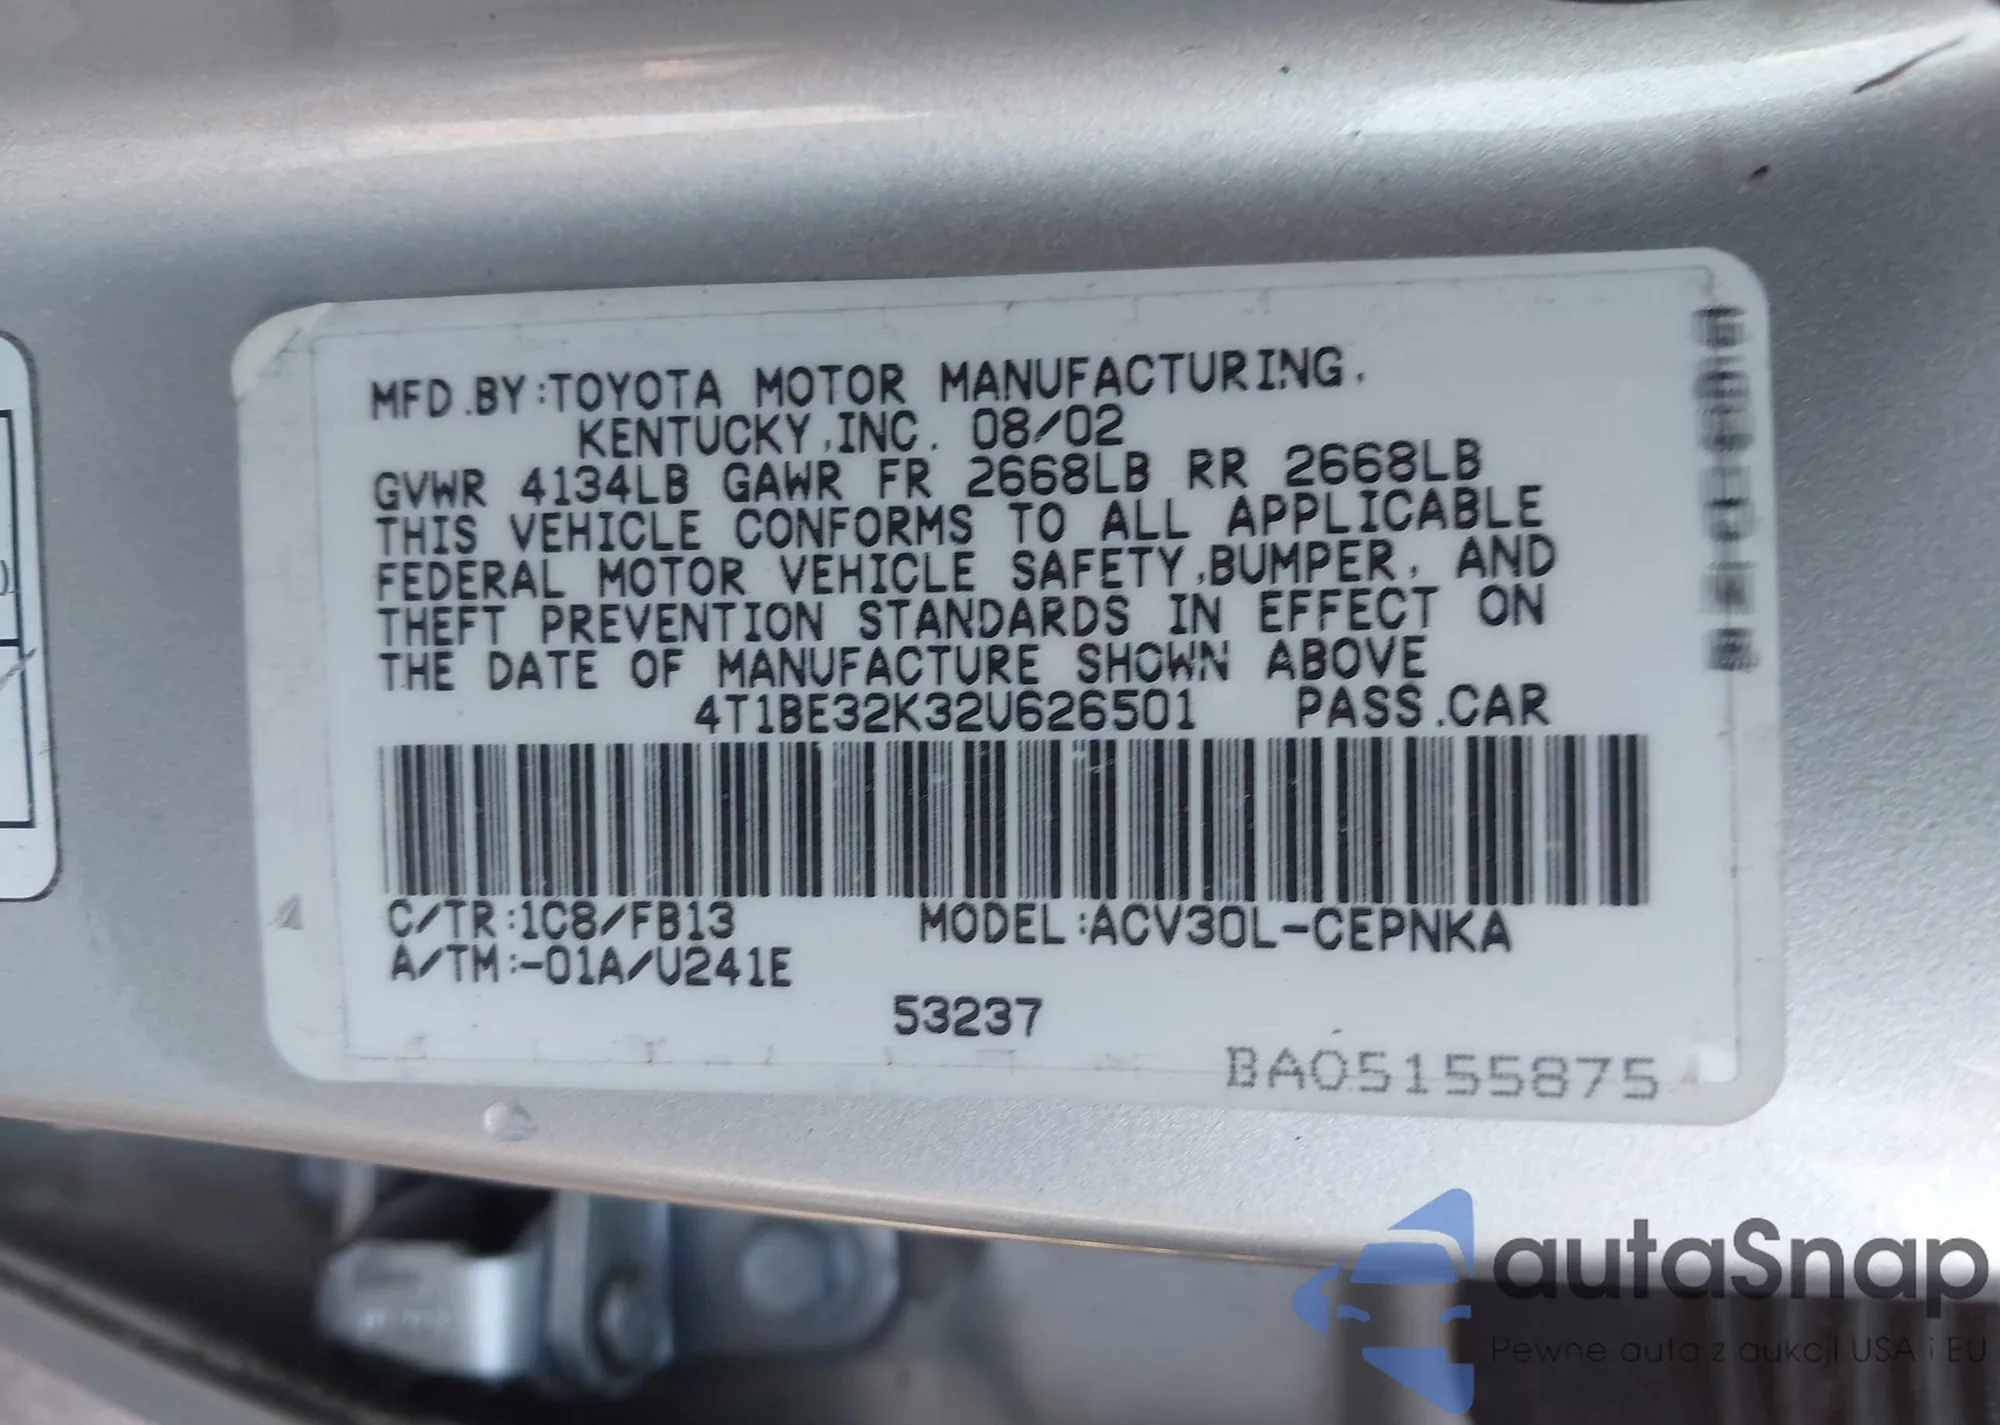 MFD.BY:TOYOTA MOTOR MANUFACTURING,
KENTUCKY,INC. 08/02
GVWR 4134LB GAWR FR 2668LB RR 2668LB
THIS VEHICLE CONFORMS TO ALL APPLICABLE
FEDERAL MOTOR VEHICLE SAFETY,BUMPER, AND
THEFT PREVENTION STANDARDS IN EFFECT ON
THE DATE OF MANUFACTURE SHOWN ABOVE
4T1BE32K32U626501 PASS.CAR
C/TR:1C8/FB13 MODEL:ACV30L-CEPNKA
A/TM:-01A/U241E
53237
BA05155875
autaSnap
Pewne auta z aukcji USA i EU